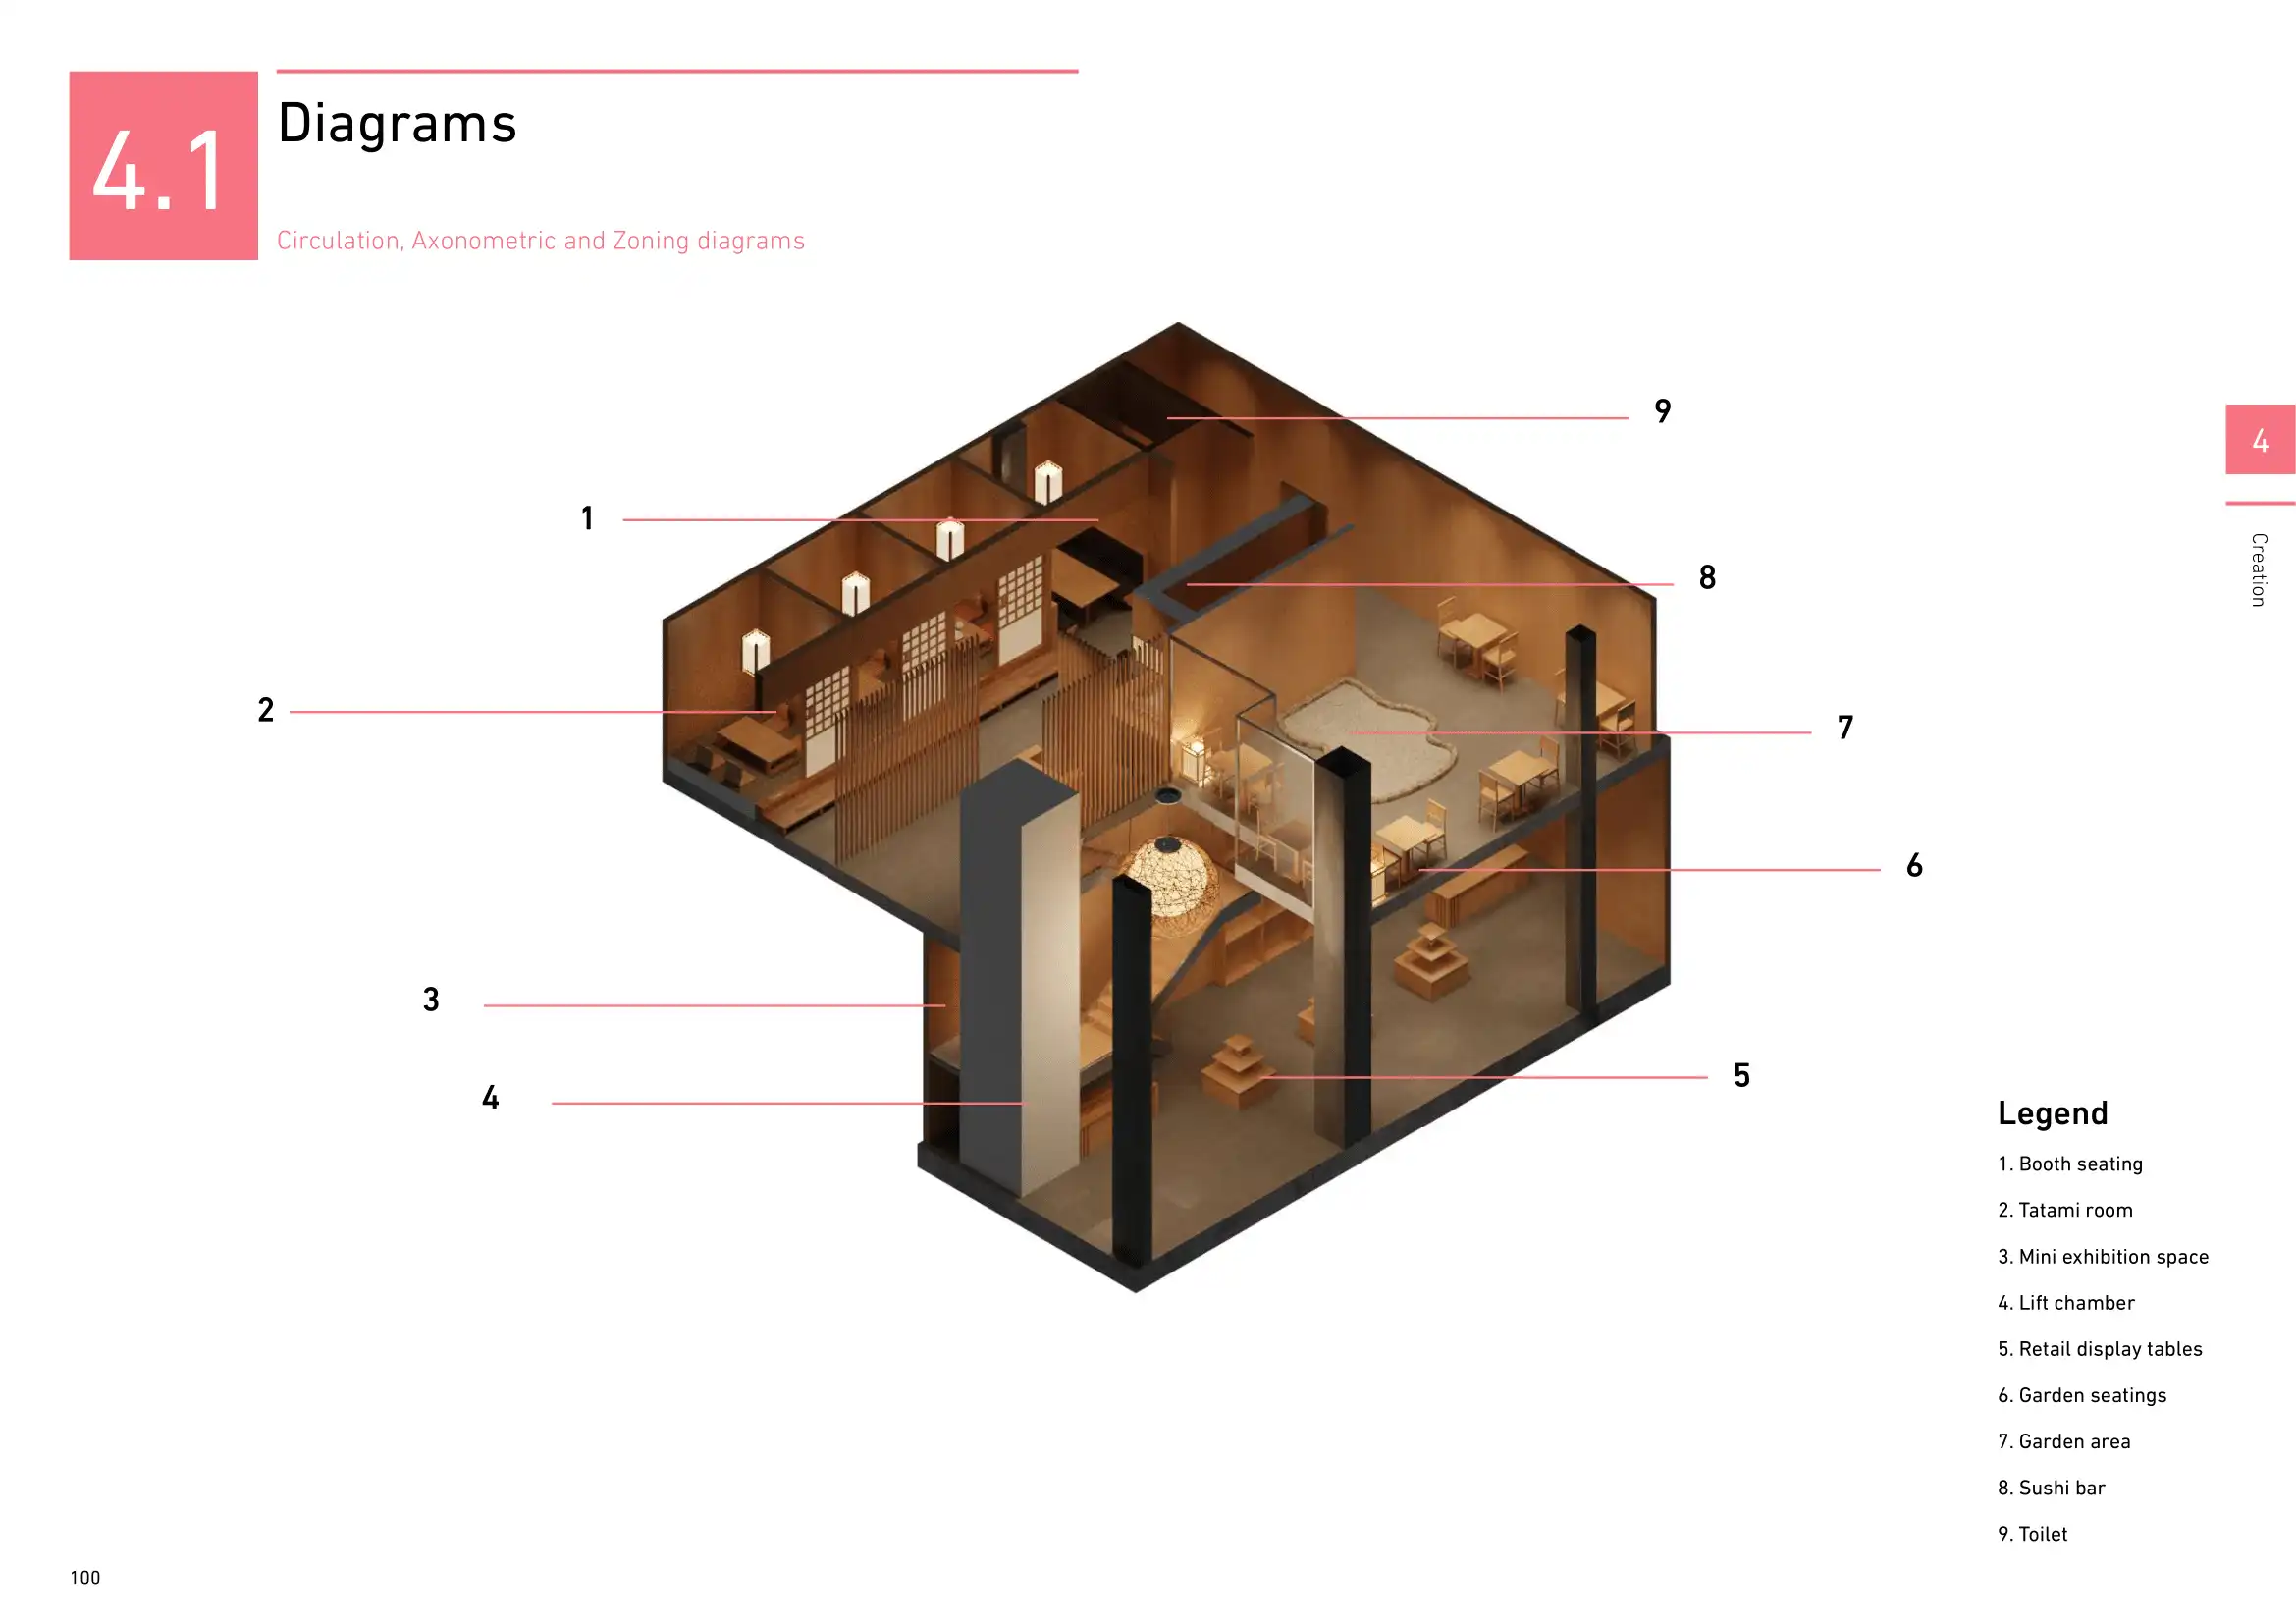 4.1
Diagrams
Circulation, Axonometric and Zoning diagrams
9
1
8
2
7
6
3
5
4
4
Creation
Legend
1. Booth seating
2. Tatami room
3. Mini exhibition space
4. Lift chamber
5. Retail display tables
6. Garden seatings
7. Garden area
8. Sushi bar
9. Toilet
100